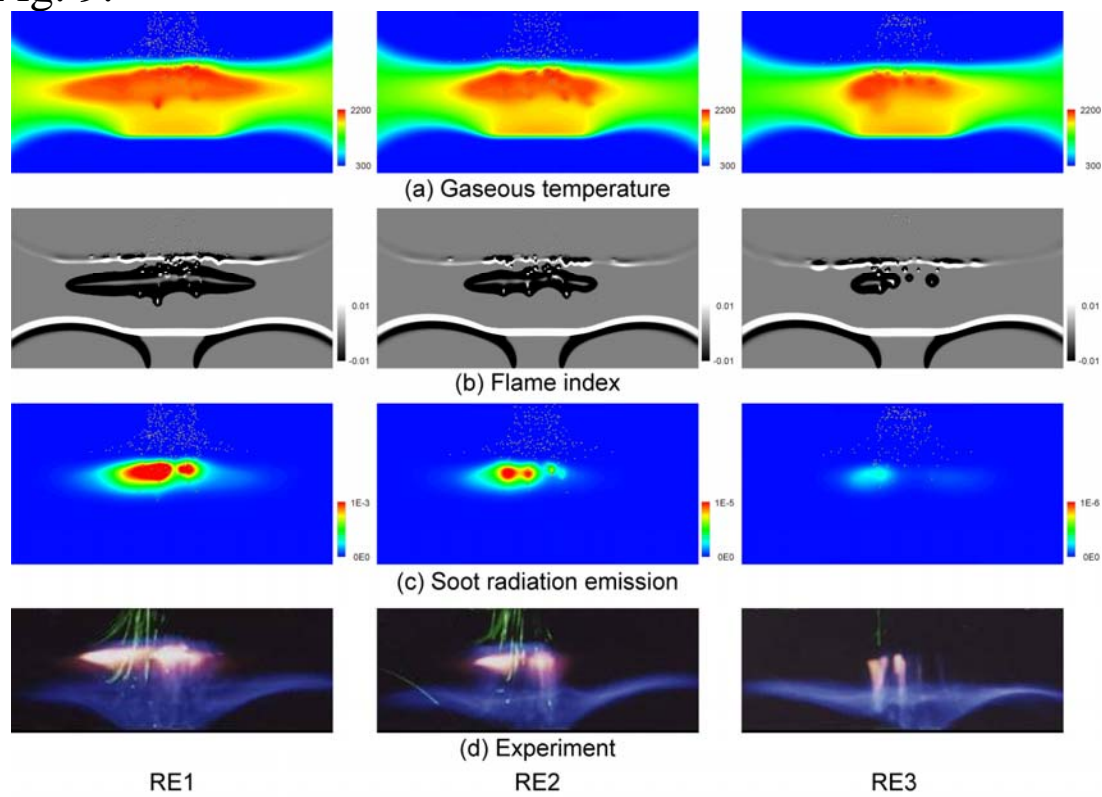 2200
300
2200
300
2200
300
(a) Gaseous temperature
0.01
-0.01
0.01
-0.01
0.01
-0.01
(b) Flame index
1E-3
0E0
1E-5
0E0
1E-6
0E0
(c) Soot radiation emission
(d) Experiment
RE1 RE2 RE3